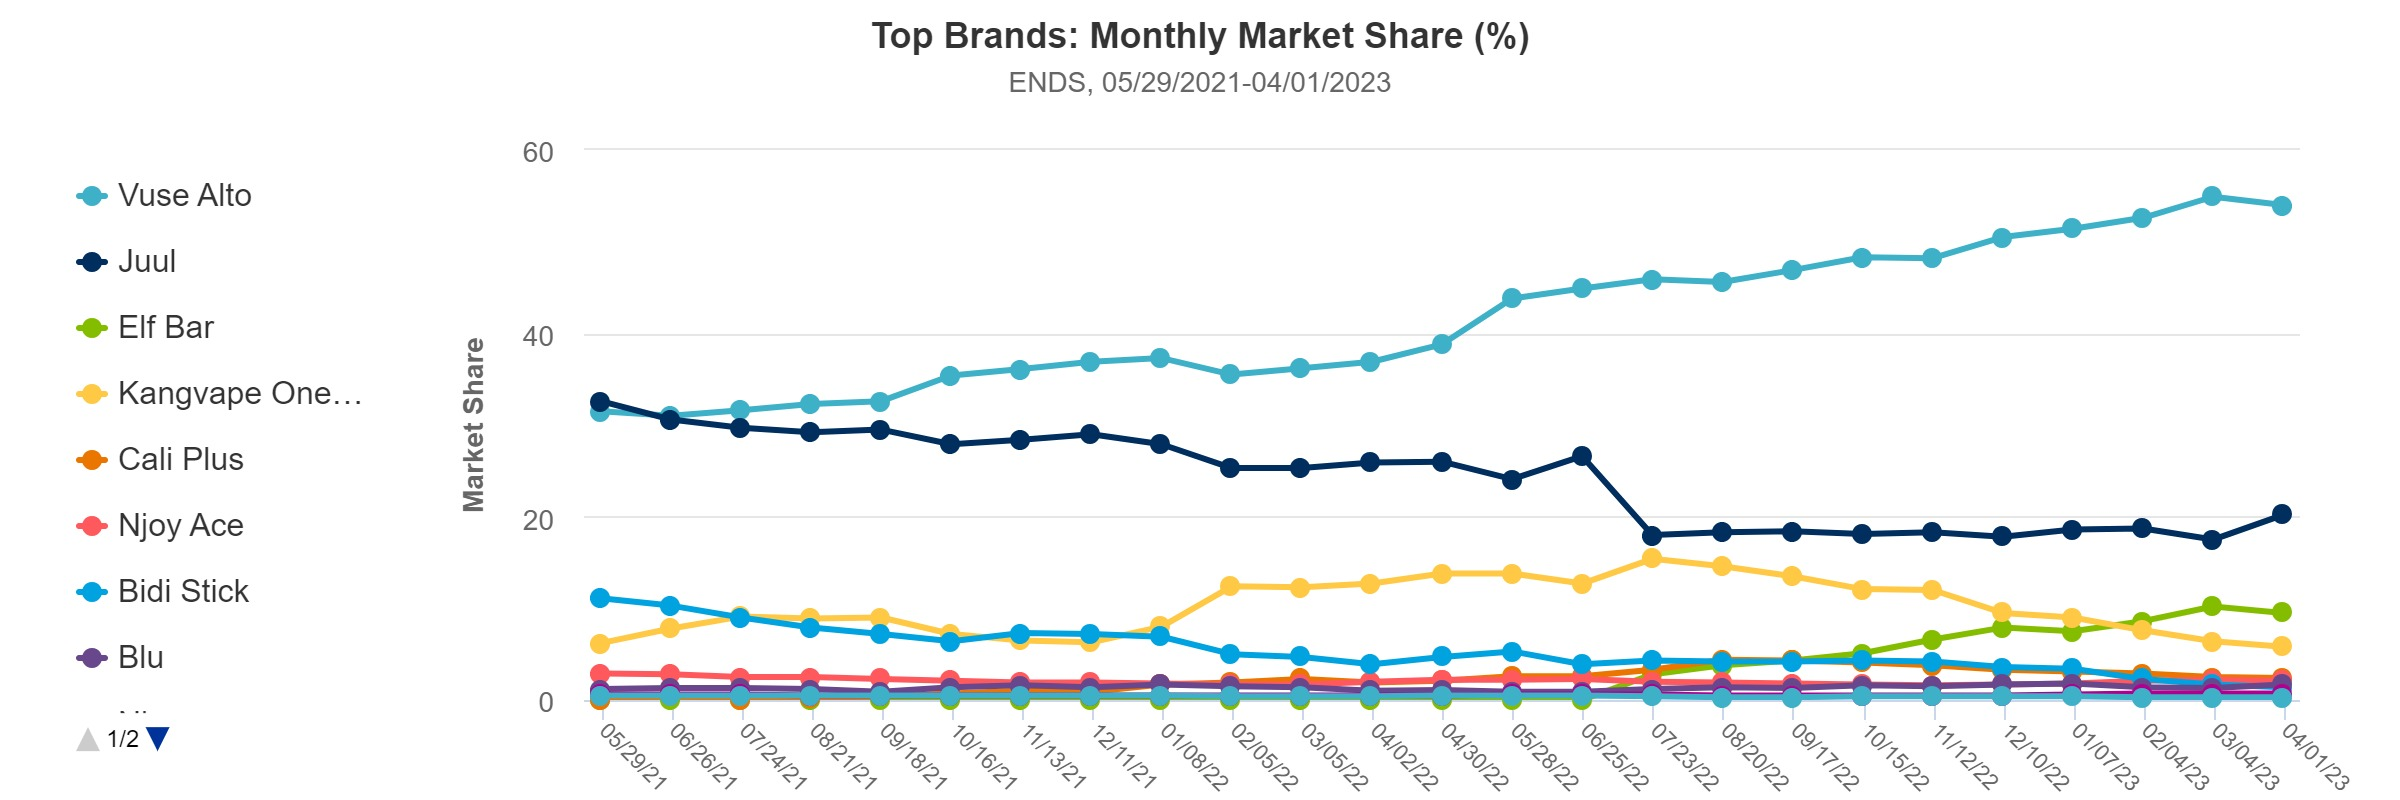 Top Brands: Monthly Market Share (%)
ENDS, 05/29/2021-04/01/2023
Vuse Alto
Juul
Elf Bar
Kangvape One…
Cali Plus
Njoy Ace
Bidi Stick
Blu
1/2
Market Share
60
40
20
0
05/29/21
06/26/21
07/24/21
08/21/21
09/18/21
10/16/21
11/13/21
12/11/21
01/08/22
02/05/22
03/05/22
04/02/22
04/30/22
05/28/22
06/25/22
07/23/22
08/20/22
09/17/22
10/15/22
11/12/22
12/10/22
01/07/23
02/04/23
03/04/23
04/01/23